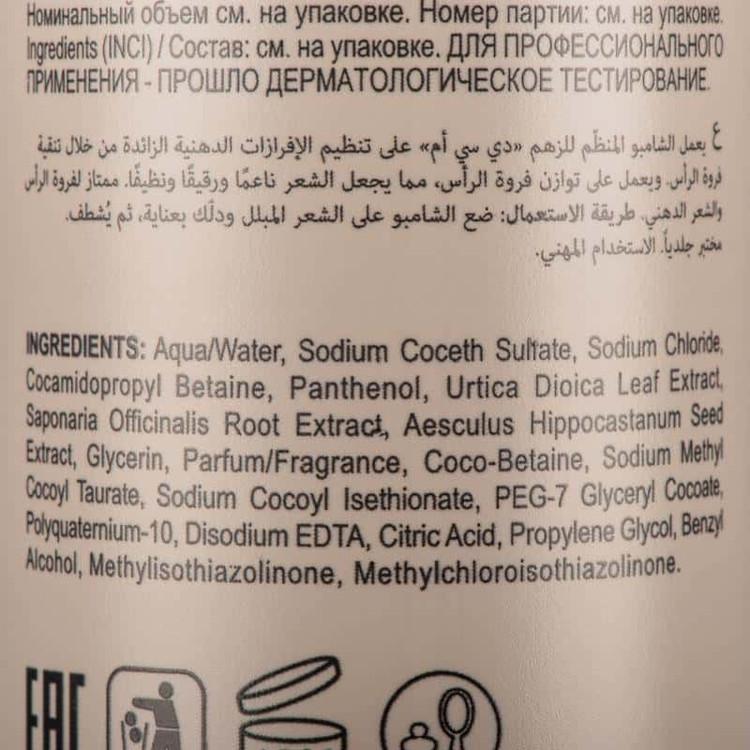 Номинальный объем см. на упаковке. Номер партии: см. на упаковке.
Ingredients (INCI) / Состав: см. на упаковке. ДЛЯ ПРОФЕССИОНАЛЬНОГО
ПРИМЕНЕНИЯ - ПРОШЛО ДЕРМАТОЛОГИЧЕСКОЕ ТЕСТИРОВАНИЕ.
ع يعمل الشامبو المنظّم للزهم «دي سي أم» على تنظيم الإفرازات الدهنية الزائدة من خلال تنقية
فروة الرأس. ويعمل على توازن فروة الرأس، مما يجعل الشعر ناعمًا ورقيقًا ونظيفًا. ممتاز لفروة الرأس
والشعر الدهني. طريقة الاستعمال: ضع الشامبو على الشعر المبلل ودلّك بعناية، ثم يُشطف.
مختبر جلدياً. الاستخدام المهني.
INGREDIENTS: Aqua/Water, Sodium Coceth Sulfate, Sodium Chloride,
Cocamidopropyl Betaine, Panthenol, Urtica Dioica Leaf Extract,
Saponaria Officinalis Root Extract, Aesculus Hippocastanum Seed
Extract, Glycerin, Parfum/Fragrance, Coco-Betaine, Sodium Methyl
Cocoyl Taurate, Sodium Cocoyl Isethionate, PEG-7 Glyceryl Cocoate,
Polyquaternium-10, Disodium EDTA, Citric Acid, Propylene Glycol, Benzyl
Alcohol, Methylisothiazolinone, Methylchloroisothiazolinone.
EAC